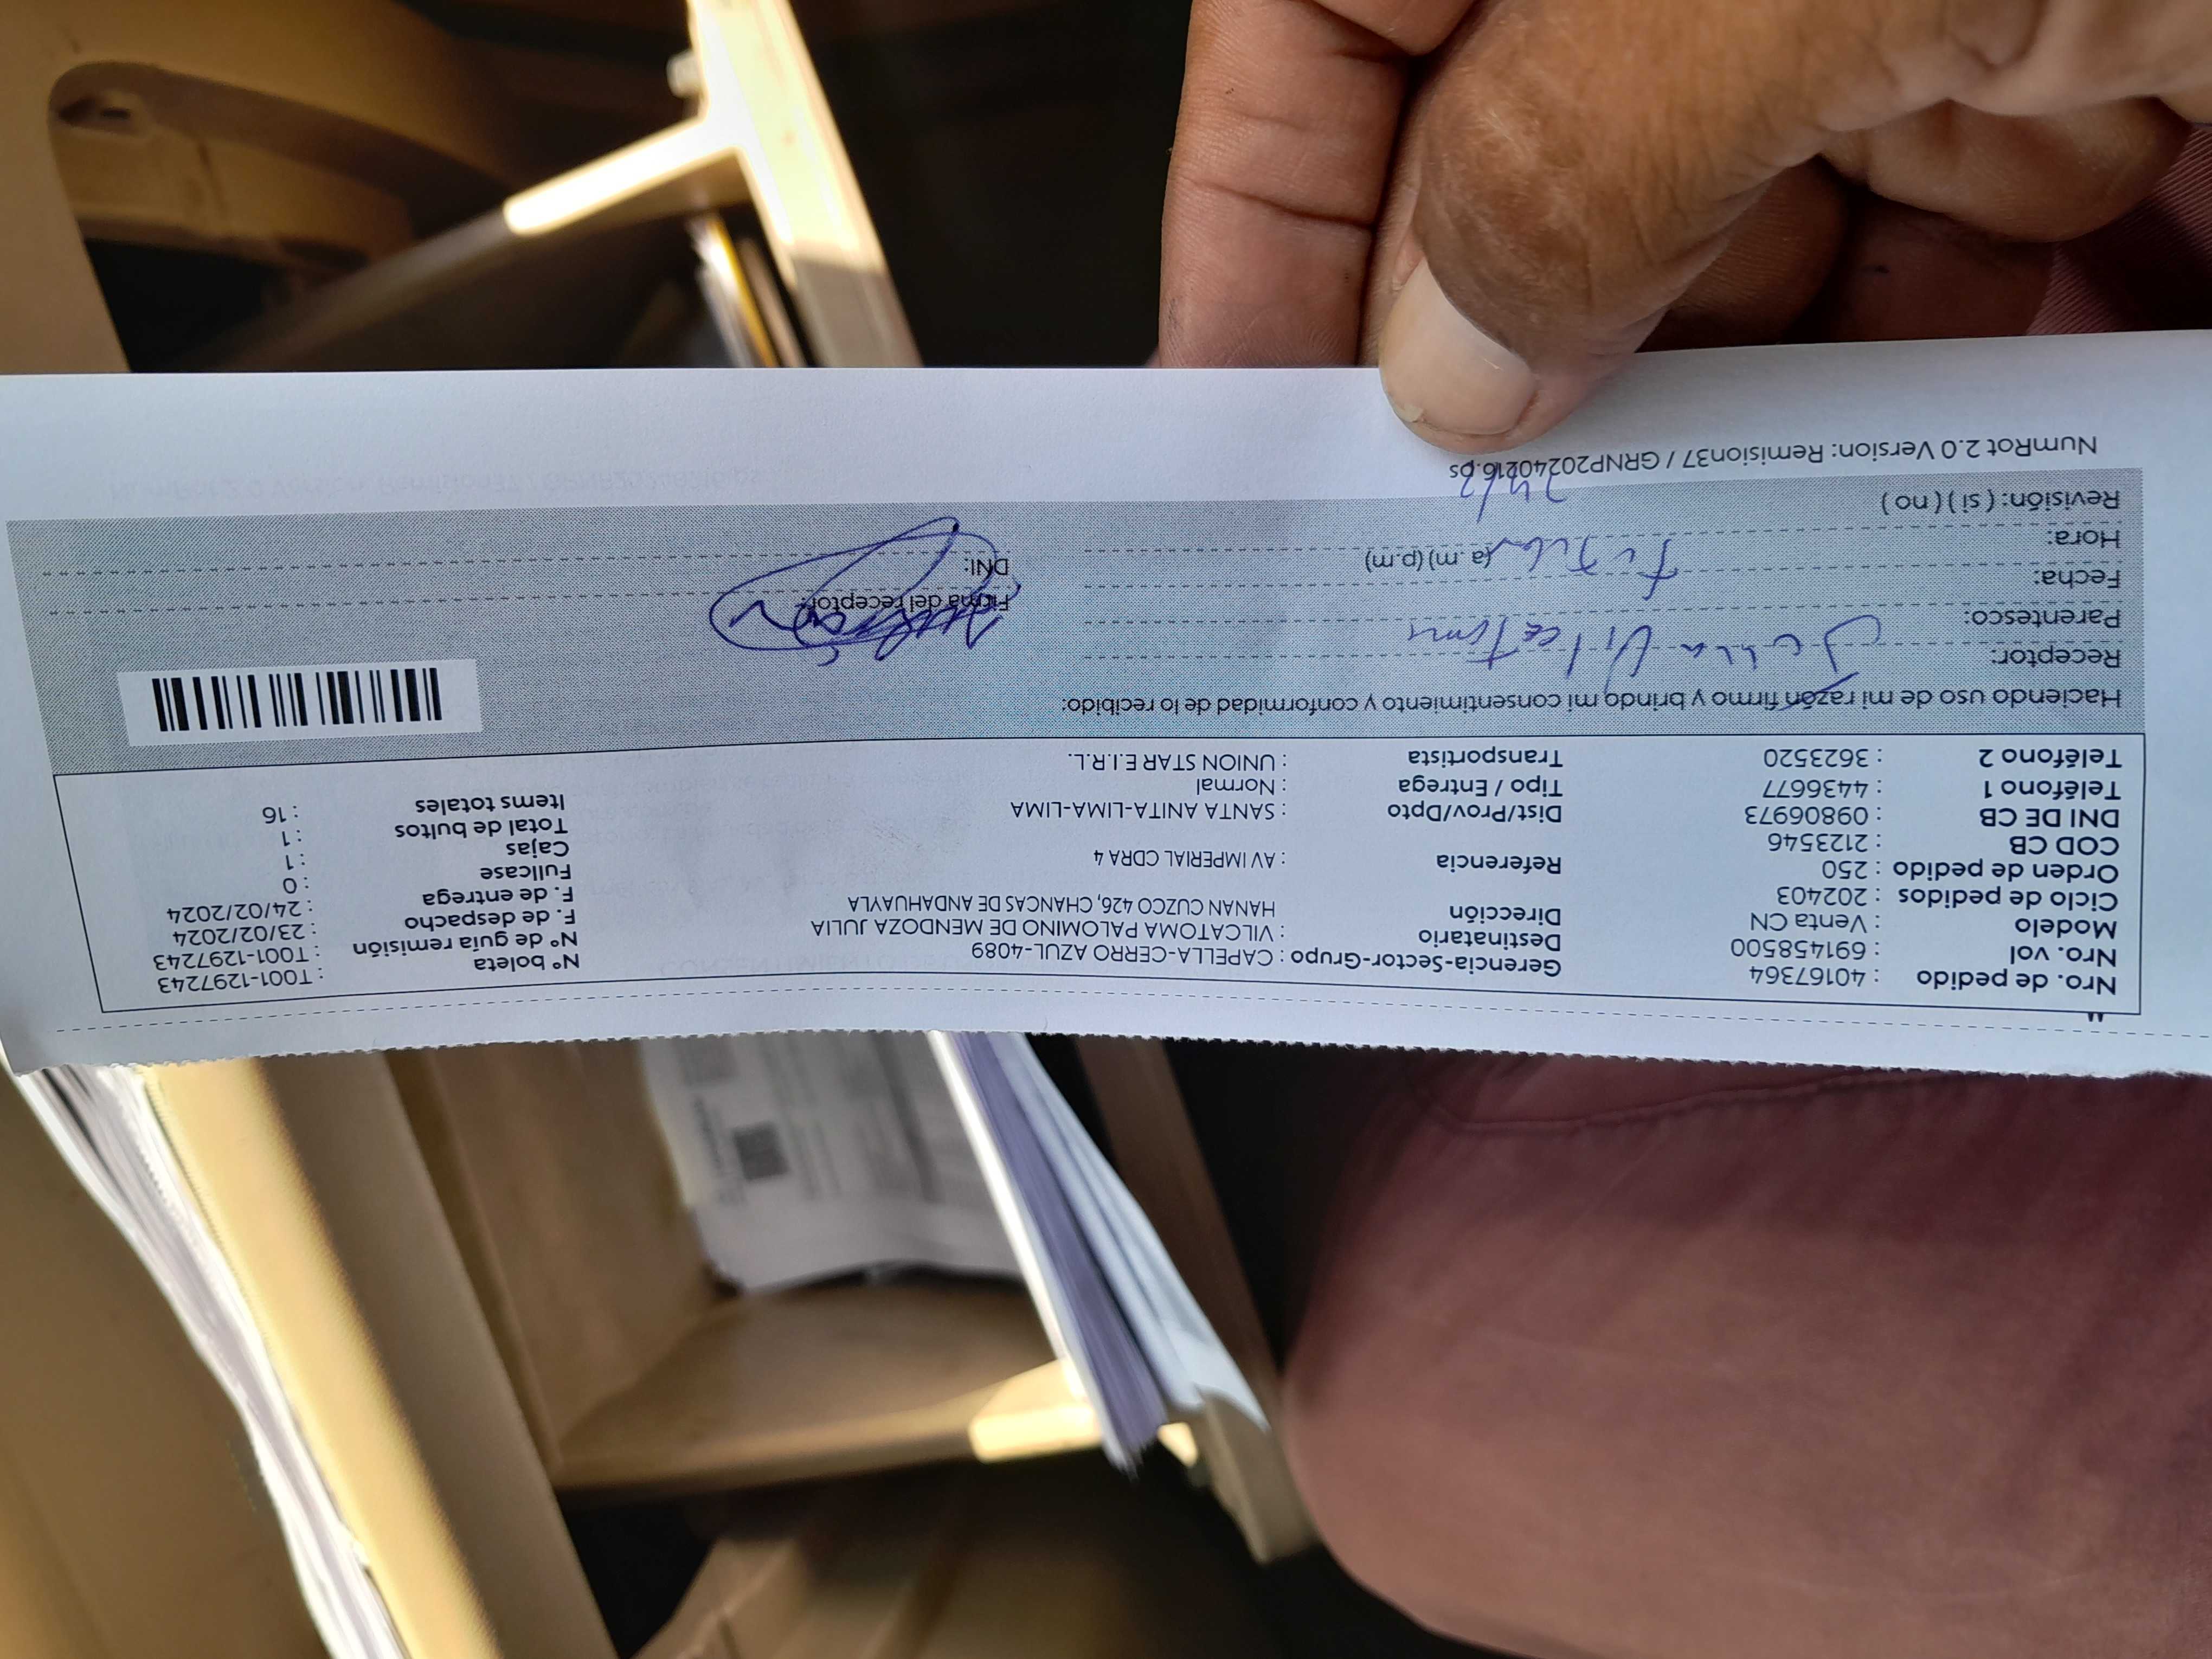 Nro. de pedido : 40167364 Gerencia-Sector-Grupo : CAPELLA-CERRO AZUL-4089 N° boleta : T001-1297243
Nro. vol : 691458500 Destinatario : VILCATOMA PALOMINO DE MENDOZA JULIA N° de guía remisión : T001-1297243
Modelo : Venta CN Dirección HANAN CUZCO 426, CHANCAS DE ANDAHUAYLA F. de despacho : 23/02/2024
Ciclo de pedidos : 202403 F. de entrega : 24/02/2024
Orden de pedido : 250 Referencia : AV IMPERIAL CDRA 4 Fullcase : 0
COD CB : 2123546 Cajas : 1
DNI DE CB : 09806973 Dist/Prov/Dpto : SANTA ANITA-LIMA-LIMA Total de bultos : 1
Teléfono 1 : 4436677 Tipo / Entrega : Normal Items totales : 16
Teléfono 2 : 3623520 Transportista : UNION STAR E.I.R.L.
Haciendo uso de mi razón firmo y brindo mi consentimiento y conformidad de lo recibido:
Receptor: Julia Vilcatoma
Parentesco: Firma del receptor:
Fecha: Titular DNI:
Hora: (a.m) (p.m)
Revisión: ( si ) ( no ) 24/2
NumRot 2.0 Version: Remision37 / GRNP20240216.ps